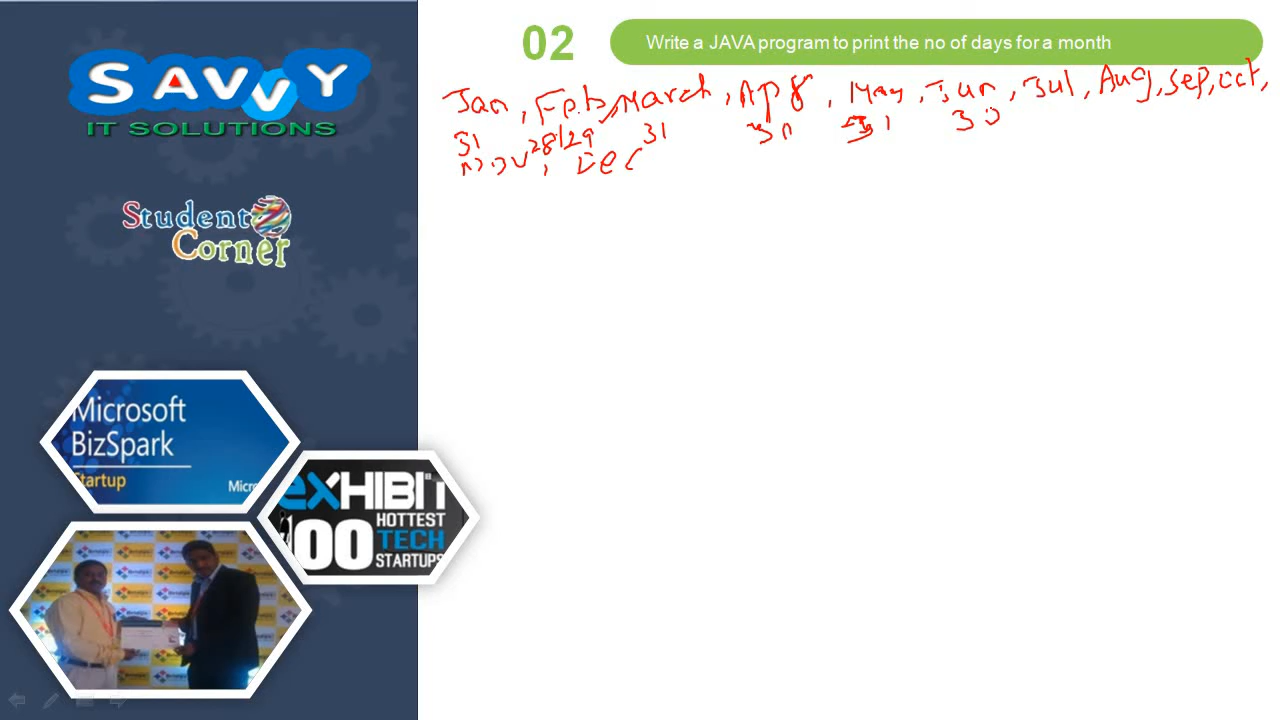 SAVVY
IT SOLUTIONS
Student
Corner
Microsoft
BizSpark
Startup
Micr
EXHIBIT
100 HOTTEST
TECH
STARTUPS
02
Write a JAVA program to print the no of days for a month
Jan, Feb, March, Apr, May, Jun, Jul, Aug, sep, oct,
31 28/29 31 30 31 30
nov, Dec